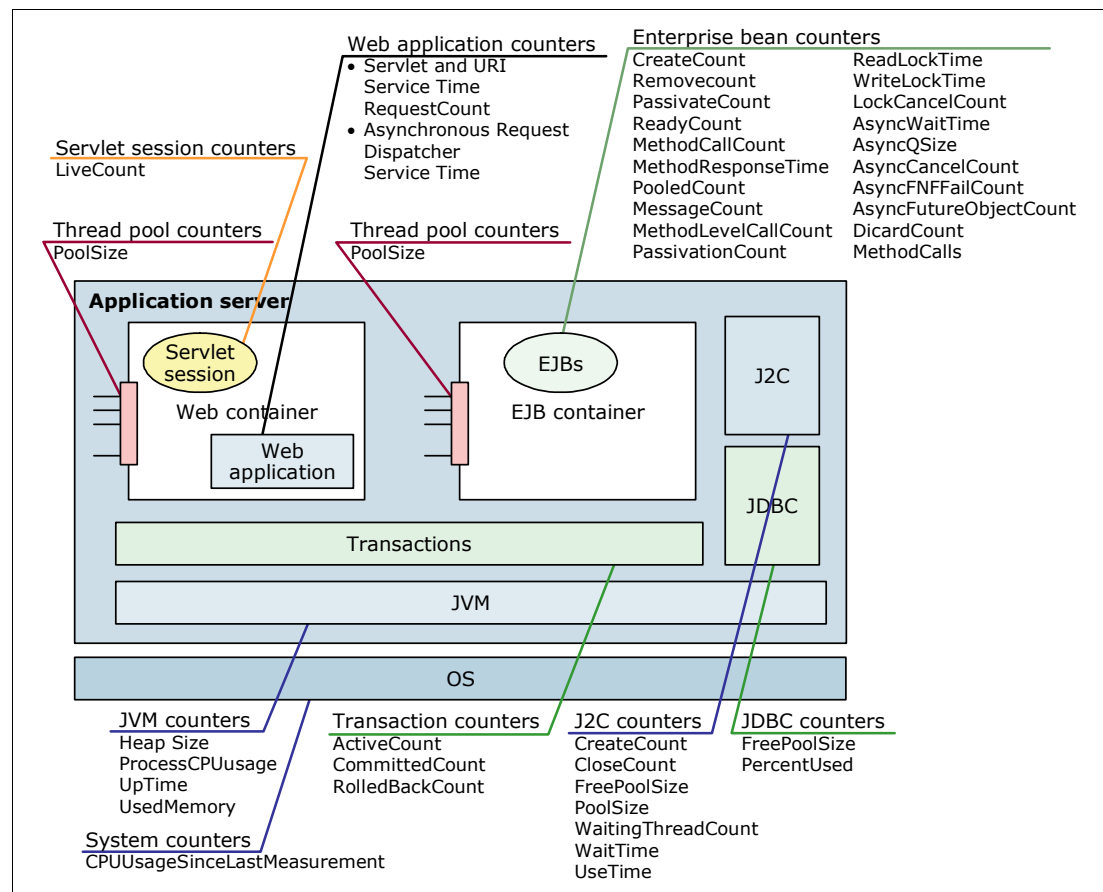 Web application counters
• Servlet and URI
Service Time
RequestCount
• Asynchronous Request
Dispatcher
Service Time
Enterprise bean counters
CreateCount
Removecount
PassivateCount
ReadyCount
MethodCallCount
MethodResponseTime
PooledCount
MessageCount
MethodLevelCallCount
PassivationCount
ReadLockTime
WriteLockTime
LockCancelCount
AsyncWaitTime
AsyncQSize
AsyncCancelCount
AsyncFNFFailCount
AsyncFutureObjectCount
DicardCount
MethodCalls
Servlet session counters
LiveCount
Thread pool counters
PoolSize
Thread pool counters
PoolSize
Application server
Servlet
session
Web container
Web
application
EJBs
EJB container
J2C
JDBC
Transactions
JVM
OS
JVM counters
Heap Size
ProcessCPUusage
UpTime
UsedMemory
Transaction counters
ActiveCount
CommittedCount
RolledBackCount
J2C counters
CreateCount
CloseCount
FreePoolSize
PoolSize
WaitingThreadCount
WaitTime
UseTime
JDBC counters
FreePoolSize
PercentUsed
System counters
CPUUsageSinceLastMeasurement